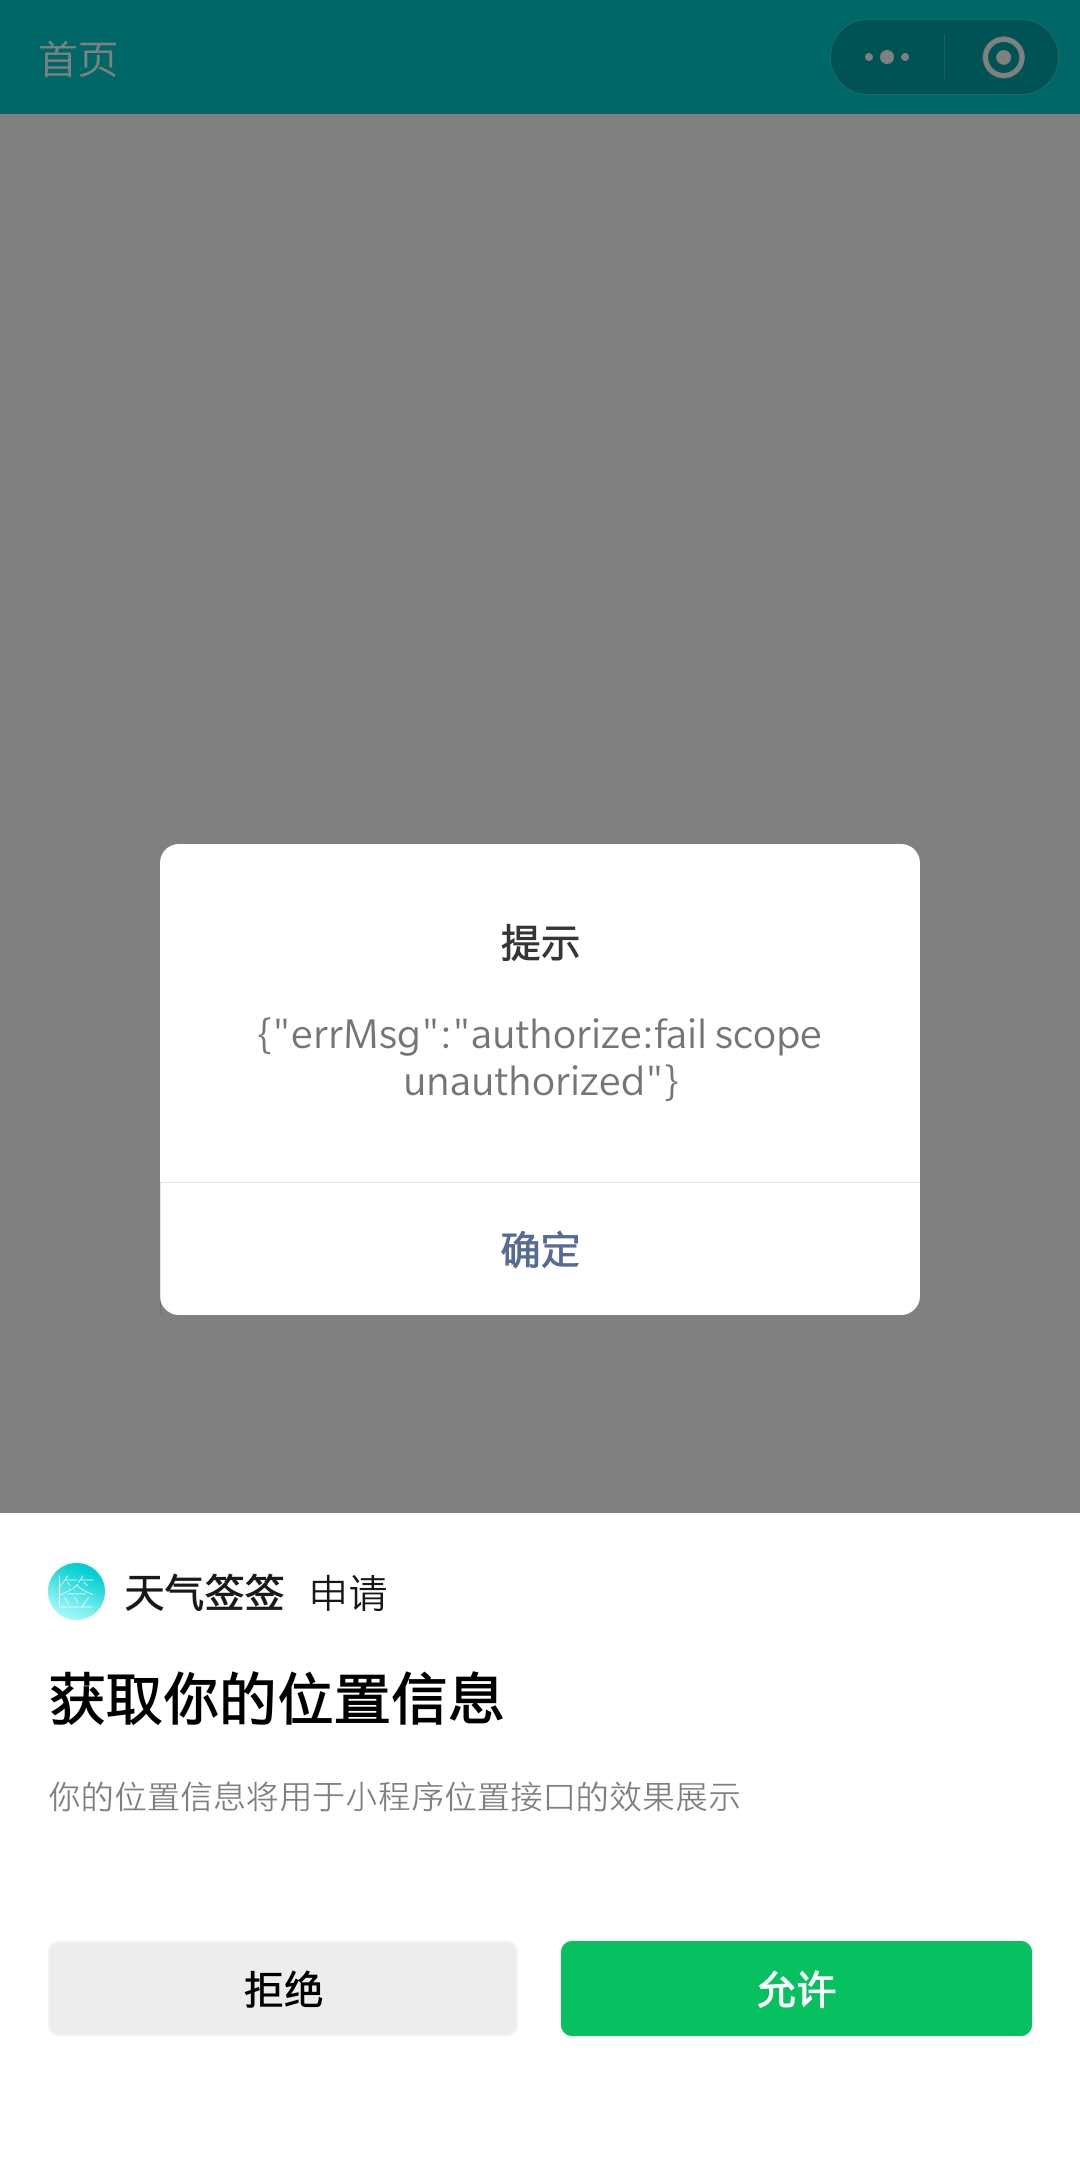 首页
提示
{"errMsg":"authorize:fail scope
unauthorized"}
确定
签
天气签签 申请
获取你的位置信息
你的位置信息将用于小程序位置接口的效果展示
拒绝
允许